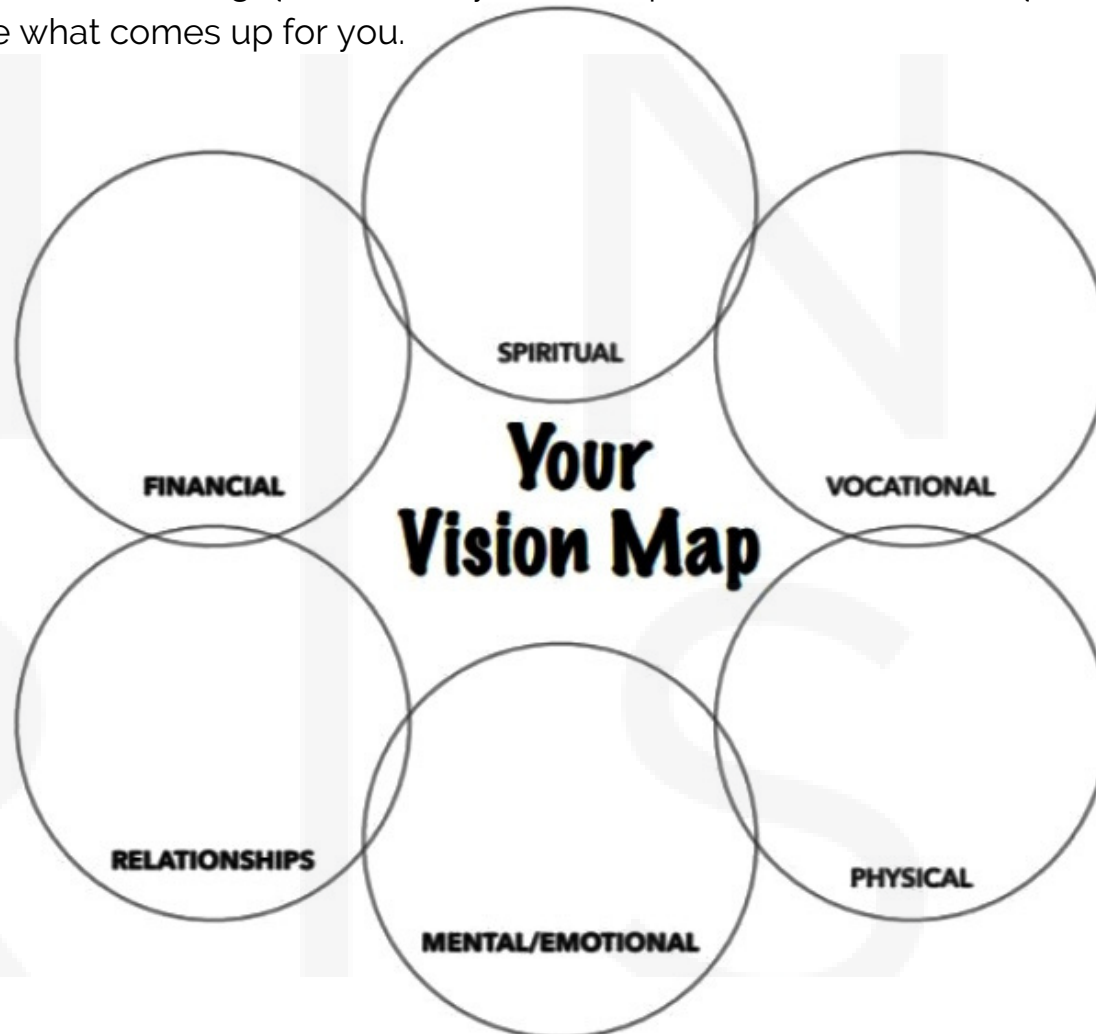 what comes up for you.
SPIRITUAL
FINANCIAL
VOCATIONAL
Your
Vision Map
RELATIONSHIPS
PHYSICAL
MENTAL/EMOTIONAL